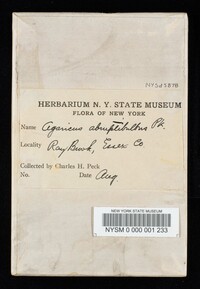 NYSd1878
HERBARIUM N. Y. STATE MUSEUM
FLORA OF NEW YORK
Name Agaricus abruptibulbus Pk.
Locality Ray Brook, Essex Co
Collected by Charles H. Peck
No. Date Aug
NEW YORK STATE MUSEUM
NYSM 0 000 001 233